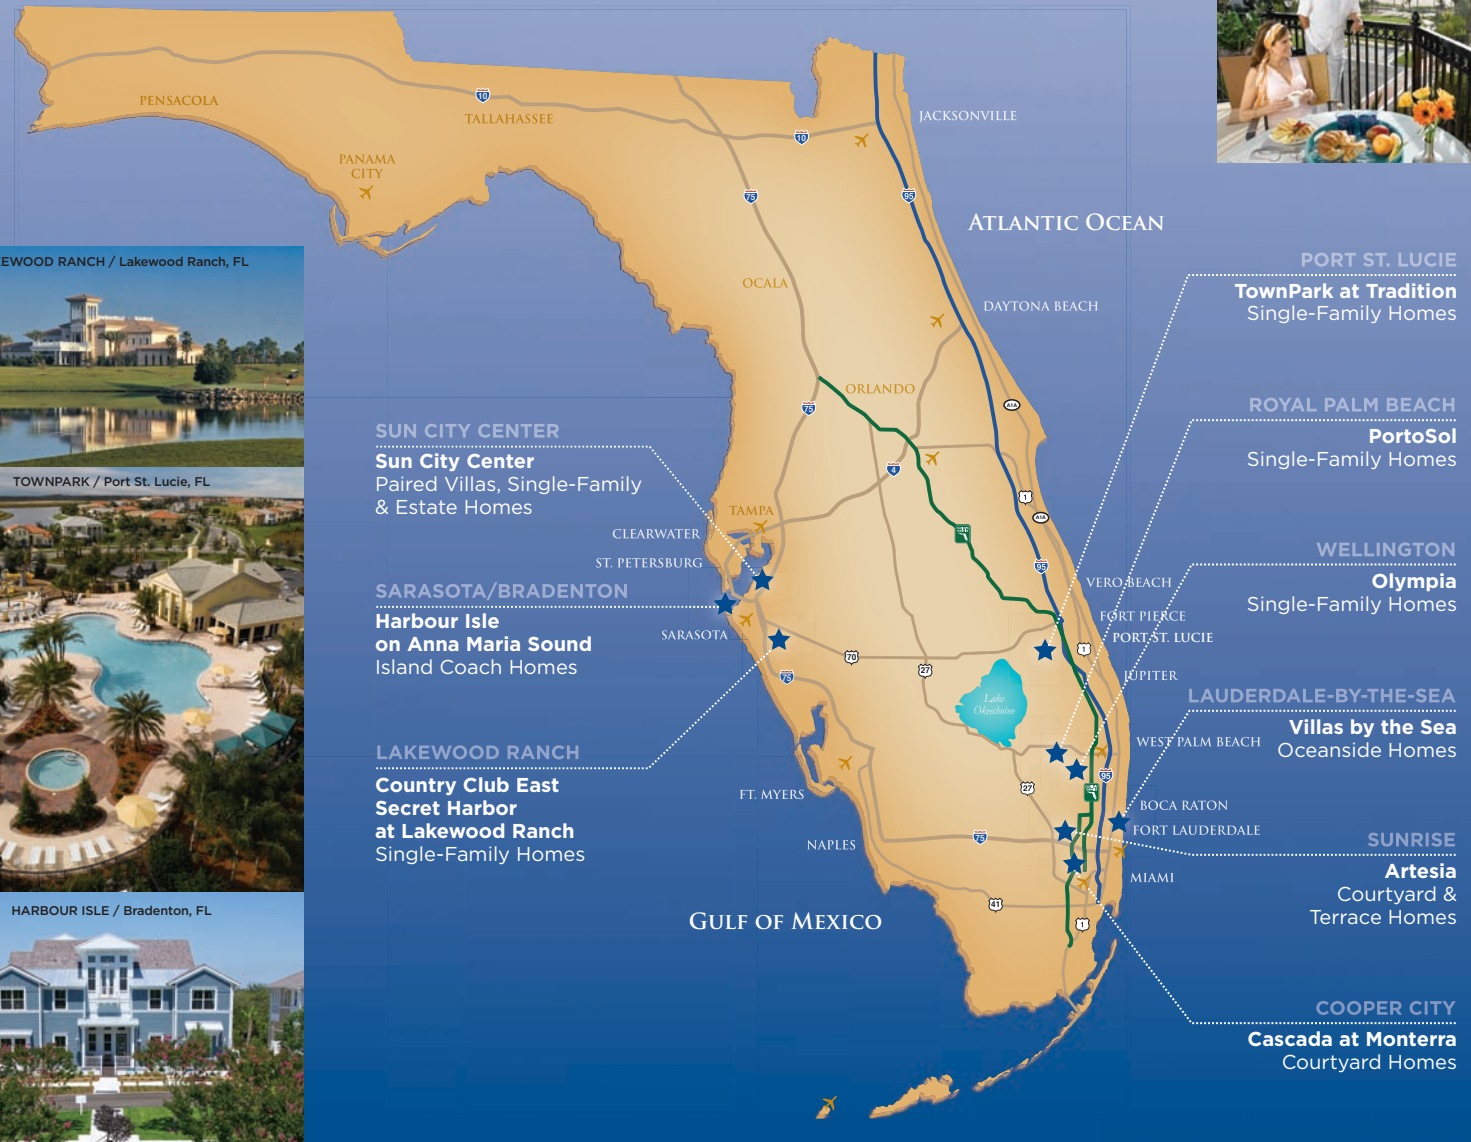 PENSACOLA
10
TALLAHASSEE
10
JACKSONVILLE
PANAMA
CITY
75
95
ATLANTIC OCEAN
EWOOD RANCH / Lakewood Ranch, FL
OCALA
DAYTONA BEACH
PORT ST. LUCIE
TownPark at Tradition
Single-Family Homes
ORLANDO
75
A1A
ROYAL PALM BEACH
PortoSol
Single-Family Homes
SUN CITY CENTER
Sun City Center
Paired Villas, Single-Family
& Estate Homes
4
TOWNPARK / Port St. Lucie, FL
1
A1A
TAMPA
CLEARWATER
ST. PETERSBURG
95
VERO BEACH
WELLINGTON
Olympia
Single-Family Homes
SARASOTA/BRADENTON
Harbour Isle
on Anna Maria Sound
Island Coach Homes
FORT PIERCE
PORT ST. LUCIE
SARASOTA
70
27
1
75
JUPITER
Lake
Okeechobee
LAUDERDALE-BY-THE-SEA
Villas by the Sea
Oceanside Homes
WEST PALM BEACH
LAKEWOOD RANCH
Country Club East
Secret Harbor
at Lakewood Ranch
Single-Family Homes
95
27
FT. MYERS
BOCA RATON
FORT LAUDERDALE
75
NAPLES
SUNRISE
Artesia
Courtyard &
Terrace Homes
MIAMI
41
1
GULF OF MEXICO
HARBOUR ISLE / Bradenton, FL
COOPER CITY
Cascada at Monterra
Courtyard Homes